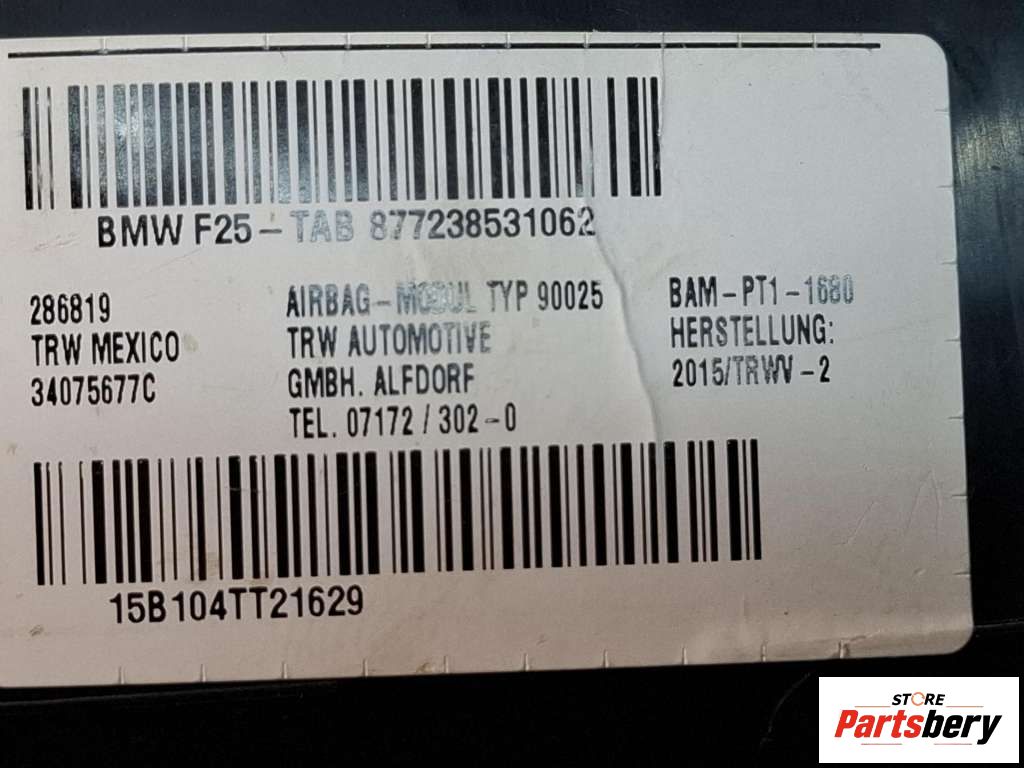 BMW F25-TAB 877238531062
286819
TRW MEXICO
34075677C
AIRBAG-MODUL TYP 90025
TRW AUTOMOTIVE
GMBH. ALFDORF
TEL. 07172/302-0
BAM-PT1-1680
HERSTELLUNG:
2015/TRWV-2
15B104TT21629
STORE
Partsbery